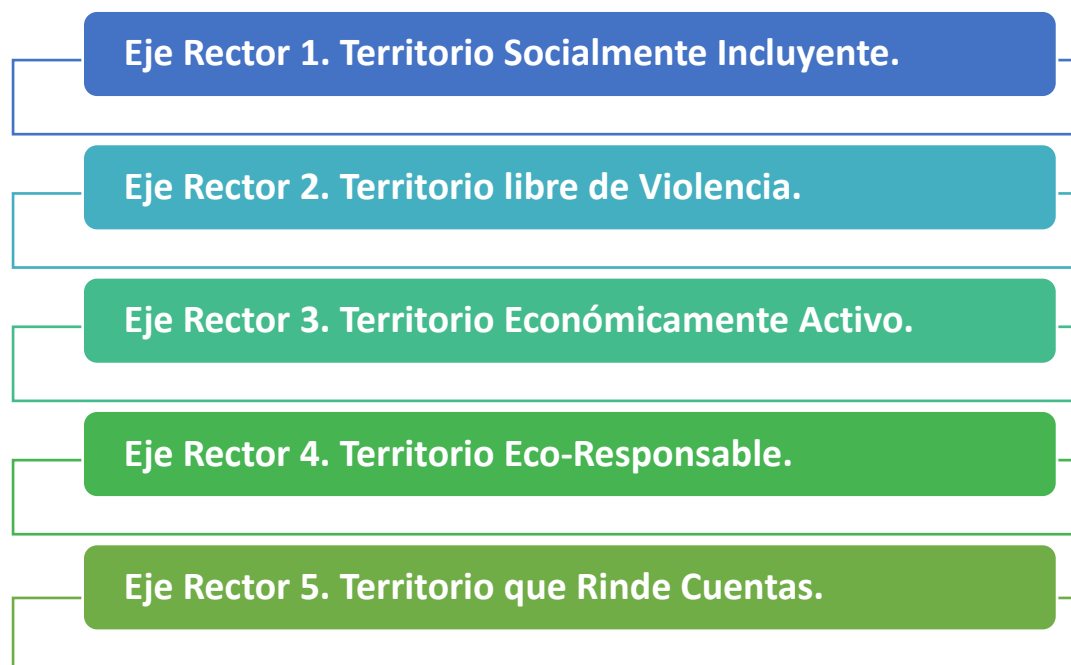 Eje Rector 1. Territorio Socialmente Incluyente.
Eje Rector 2. Territorio libre de Violencia.
Eje Rector 3. Territorio Económicamente Activo.
Eje Rector 4. Territorio Eco-Responsable.
Eje Rector 5. Territorio que Rinde Cuentas.